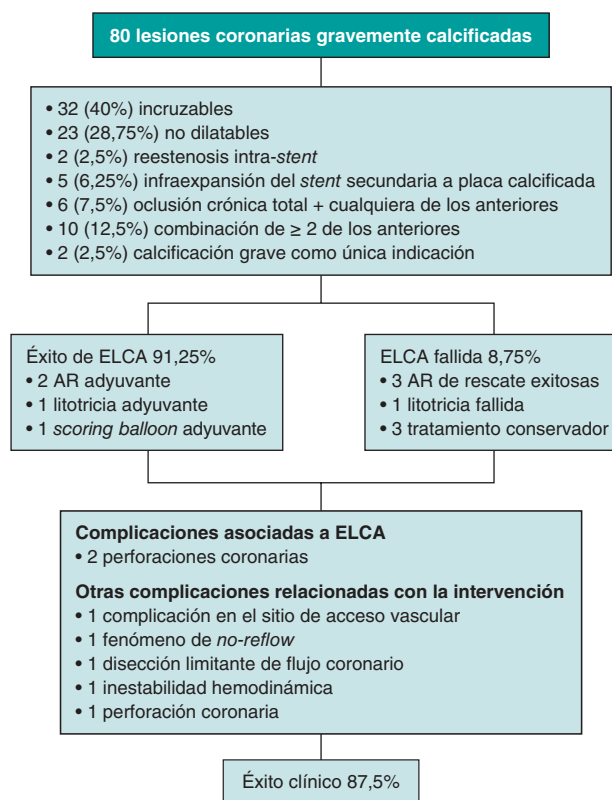 80 lesiones coronarias gravemente calcificadas
• 32 (40%) incruzables
• 23 (28,75%) no dilatables
• 2 (2,5%) reestenosis intra-stent
• 5 (6,25%) infraexpansión del stent secundaria a placa calcificada
• 6 (7,5%) oclusión crónica total + cualquiera de los anteriores
• 10 (12,5%) combinación de ≥ 2 de los anteriores
• 2 (2,5%) calcificación grave como única indicación
Éxito de ELCA 91,25%
• 2 AR adyuvante
• 1 litotricia adyuvante
• 1 scoring balloon adyuvante
ELCA fallida 8,75%
• 3 AR de rescate exitosas
• 1 litotricia fallida
• 3 tratamiento conservador
Complicaciones asociadas a ELCA
• 2 perforaciones coronarias
Otras complicaciones relacionadas con la intervención
• 1 complicación en el sitio de acceso vascular
• 1 fenómeno de no-reflow
• 1 disección limitante de flujo coronario
• 1 inestabilidad hemodinámica
• 1 perforación coronaria
Éxito clínico 87,5%